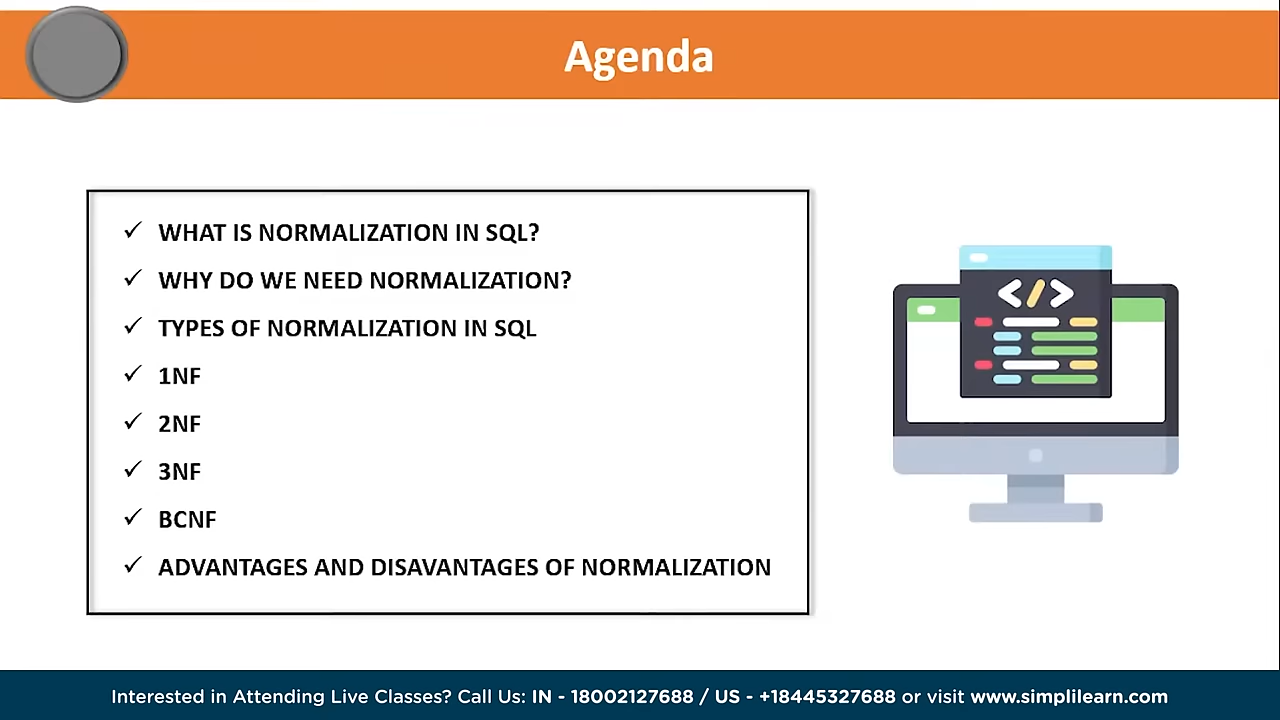 Agenda
✓ WHAT IS NORMALIZATION IN SQL?
✓ WHY DO WE NEED NORMALIZATION?
✓ TYPES OF NORMALIZATION IN SQL
✓ 1NF
✓ 2NF
✓ 3NF
✓ BCNF
✓ ADVANTAGES AND DISAVANTAGES OF NORMALIZATION
</>
Interested in Attending Live Classes? Call Us: IN - 18002127688 / US - +18445327688 or visit www.simplilearn.com